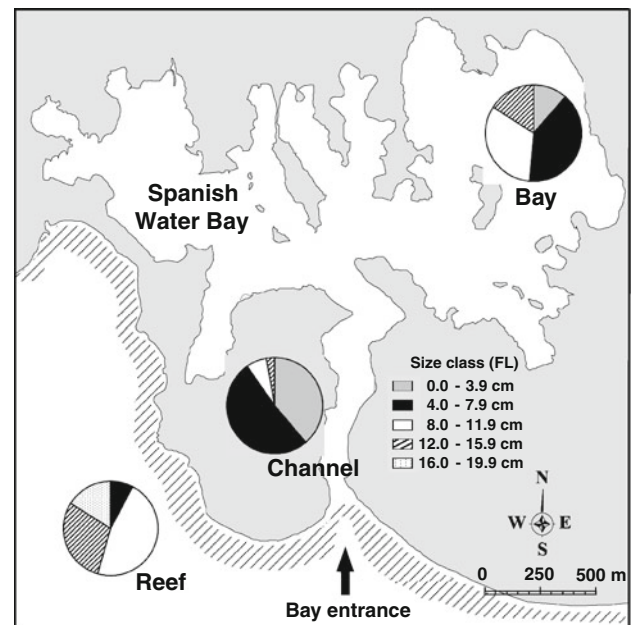 Bay
Spanish
Water Bay
Size class (FL)
0.0 - 3.9 cm
4.0 - 7.9 cm
8.0 - 11.9 cm
12.0 - 15.9 cm
16.0 - 19.9 cm
Channel
N
W E
S
Reef
0 250 500 m
Bay entrance